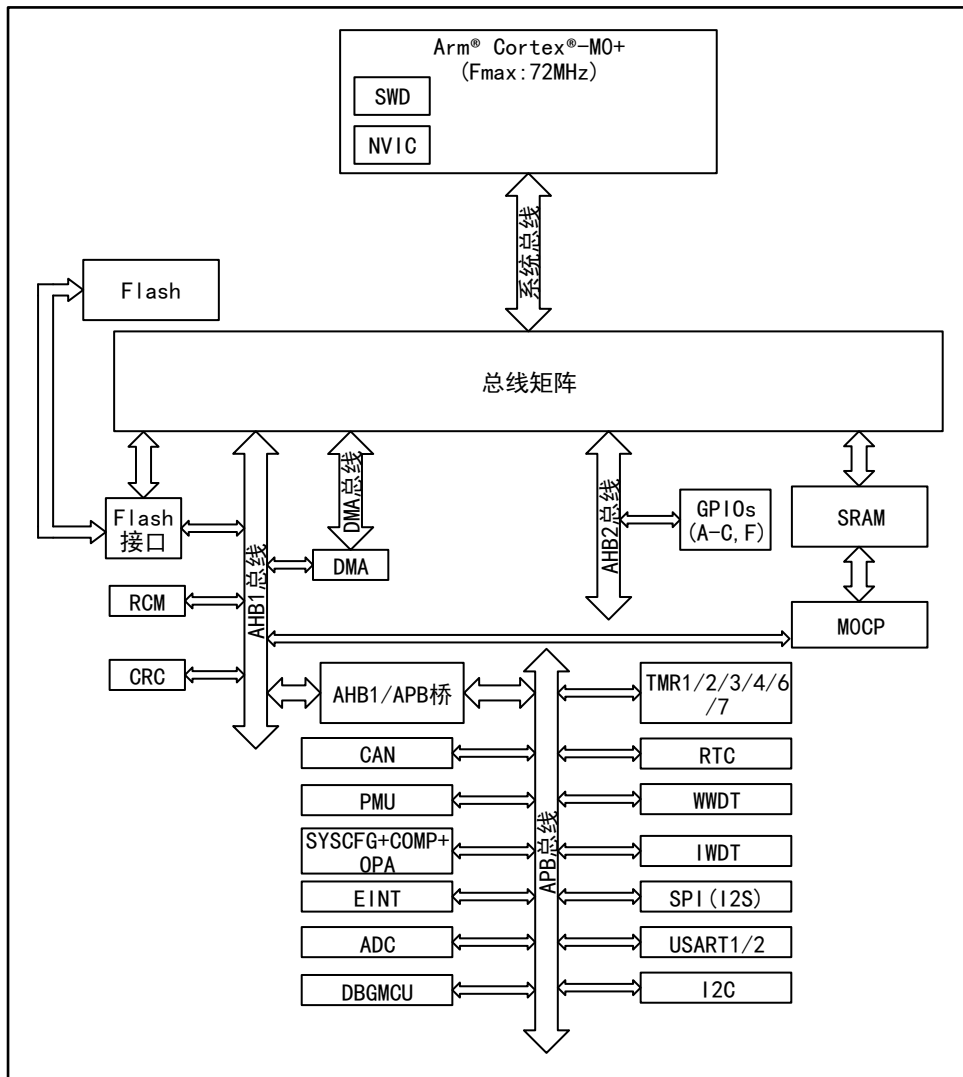 Arm® Cortex®-M0+
(Fmax:72MHz)
SWD
NVIC
系统总线
Flash
总线矩阵
DMA总线
Flash
接口
AHB1总线
DMA
AHB2总线
GPIOs
(A-C,F)
SRAM
RCM
MOCP
CRC
AHB1/APB桥
TMR1/2/3/4/6
/7
APB总线
CAN
RTC
PMU
WWDT
SYSCFG+COMP+
OPA
IWDT
EINT
SPI(I2S)
ADC
USART1/2
DBGMCU
I2C